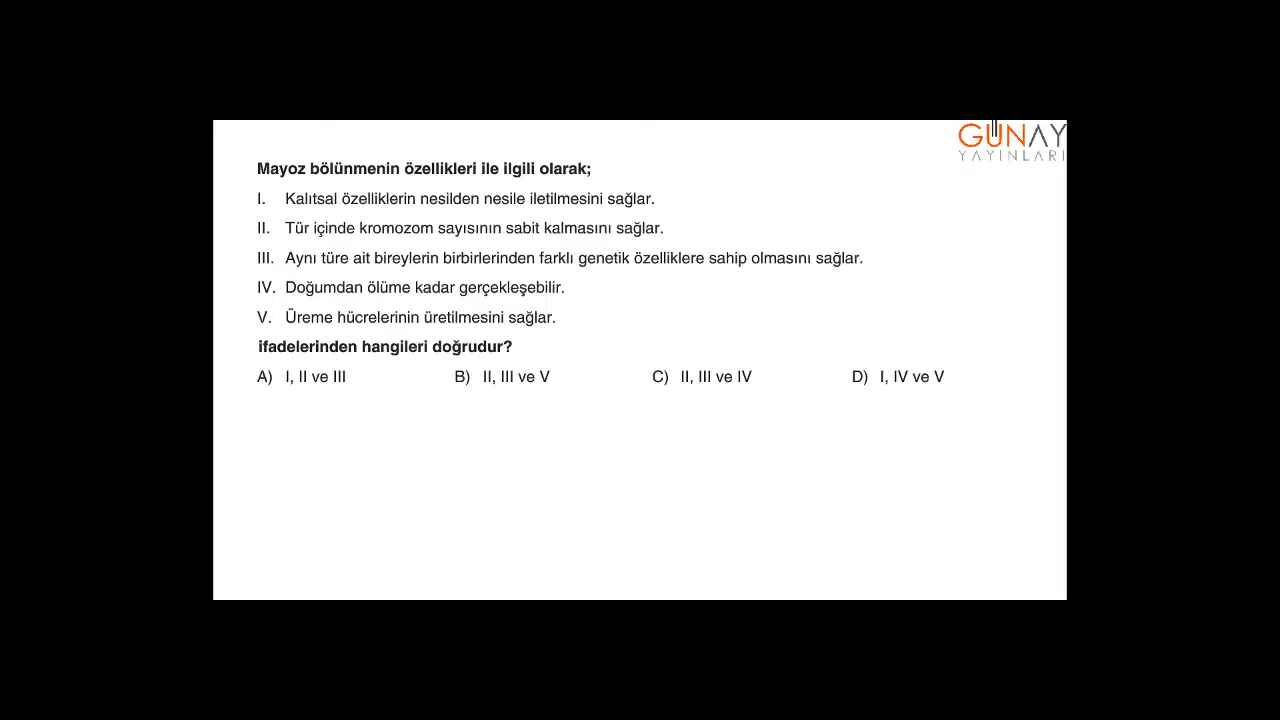 GÜNAY
YAYINLARI
Mayoz bölünmenin özellikleri ile ilgili olarak;
I. Kalıtsal özelliklerin nesilden nesile iletilmesini sağlar.
II. Tür içinde kromozom sayısının sabit kalmasını sağlar.
III. Aynı türe ait bireylerin birbirlerinden farklı genetik özelliklere sahip olmasını sağlar.
IV. Doğumdan ölüme kadar gerçekleşebilir.
V. Üreme hücrelerinin üretilmesini sağlar.
ifadelerinden hangileri doğrudur?
A) I, II ve III B) II, III ve V C) II, III ve IV D) I, IV ve V